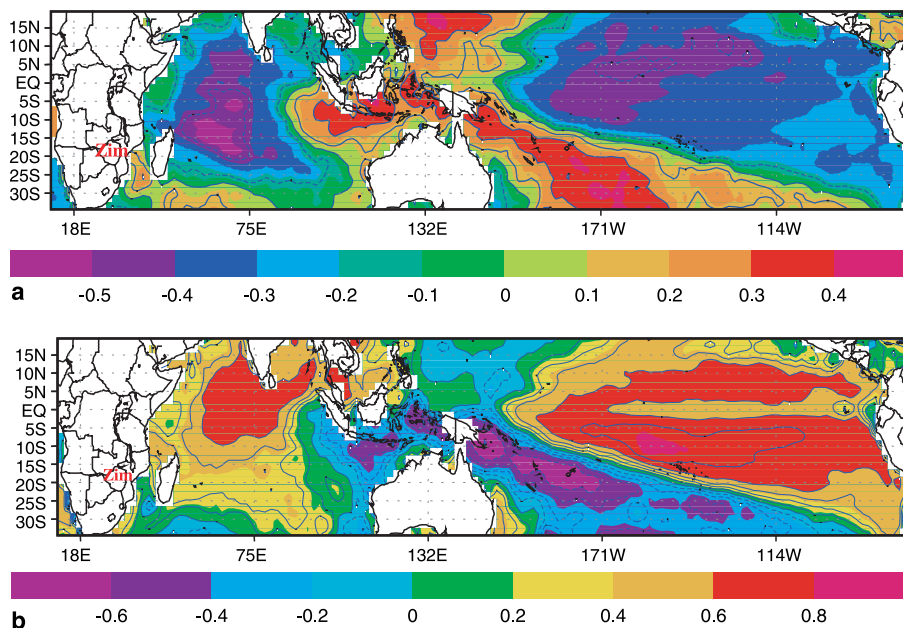 15N
10N
5N
EQ
5S
10S
15S
20S
25S
30S
Zim
18E 75E 132E 171W 114W
a -0.5 -0.4 -0.3 -0.2 -0.1 0 0.1 0.2 0.3 0.4
15N
10N
5N
EQ
5S
10S
15S
20S
25S
30S
Zim
18E 75E 132E 171W 114W
b -0.6 -0.4 -0.2 0 0.2 0.4 0.6 0.8